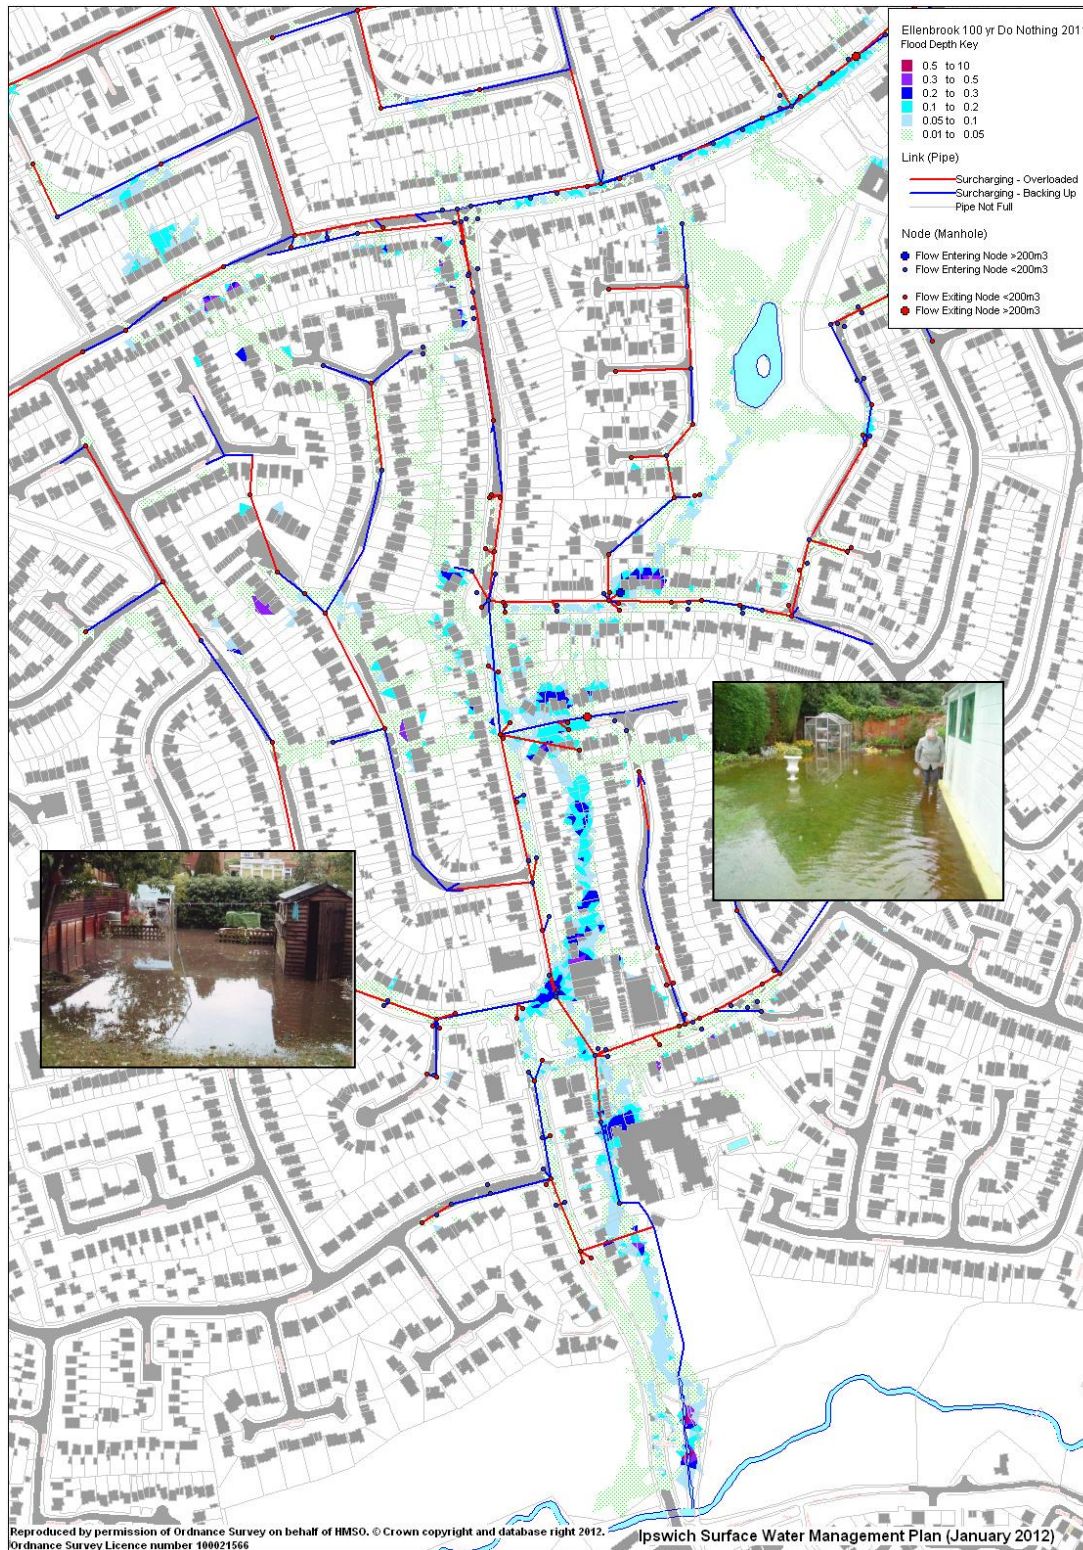 Ellenbrook 100 yr Do Nothing 201
Flood Depth Key
0.5 to 10
0.3 to 0.5
0.2 to 0.3
0.1 to 0.2
0.05 to 0.1
0.01 to 0.05
Link (Pipe)
Surcharging - Overloaded
Surcharging - Backing Up
Pipe Not Full
Node (Manhole)
Flow Entering Node >200m3
Flow Entering Node <200m3
Flow Exiting Node <200m3
Flow Exiting Node >200m3
Reproduced by permission of Ordnance Survey on behalf of HMSO. © Crown copyright and database right 2012.
Ordnance Survey Licence number 100021566
Ipswich Surface Water Management Plan (January 2012)